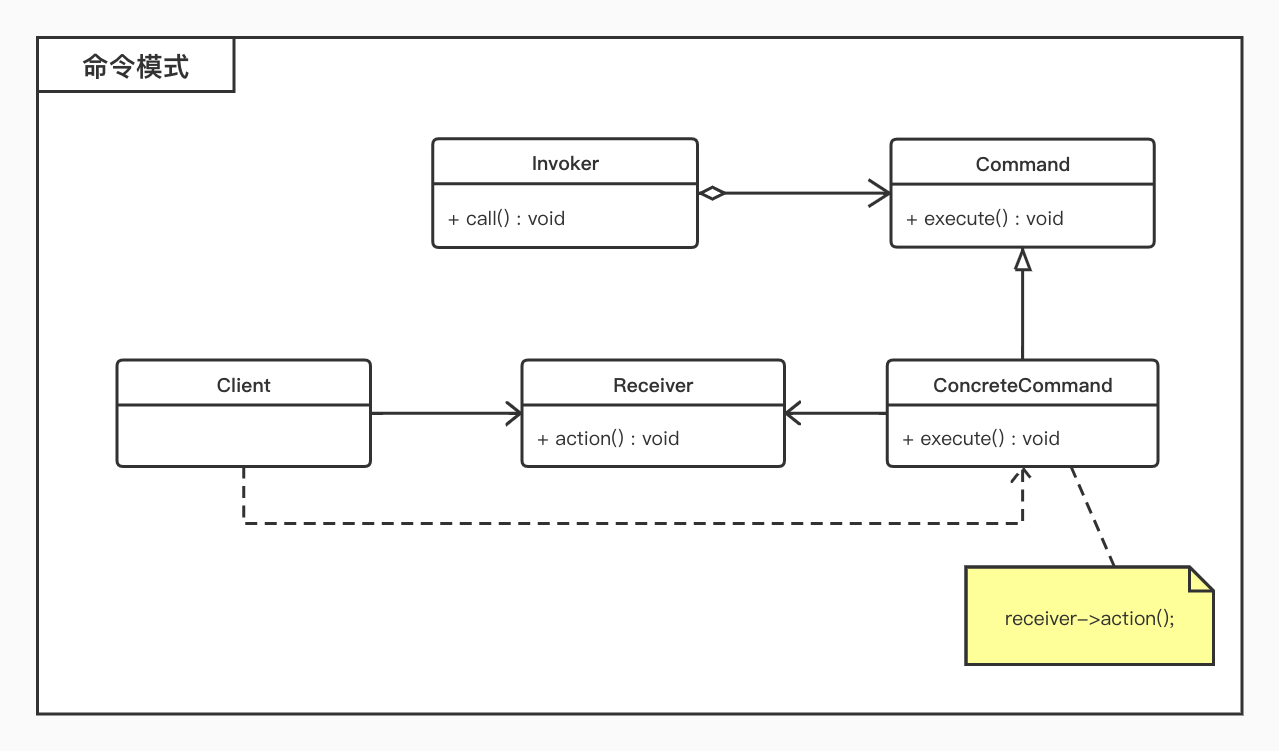 命令模式
Invoker
+ call() : void
Command
+ execute() : void
Client
Receiver
+ action() : void
ConcreteCommand
+ execute() : void
receiver->action();